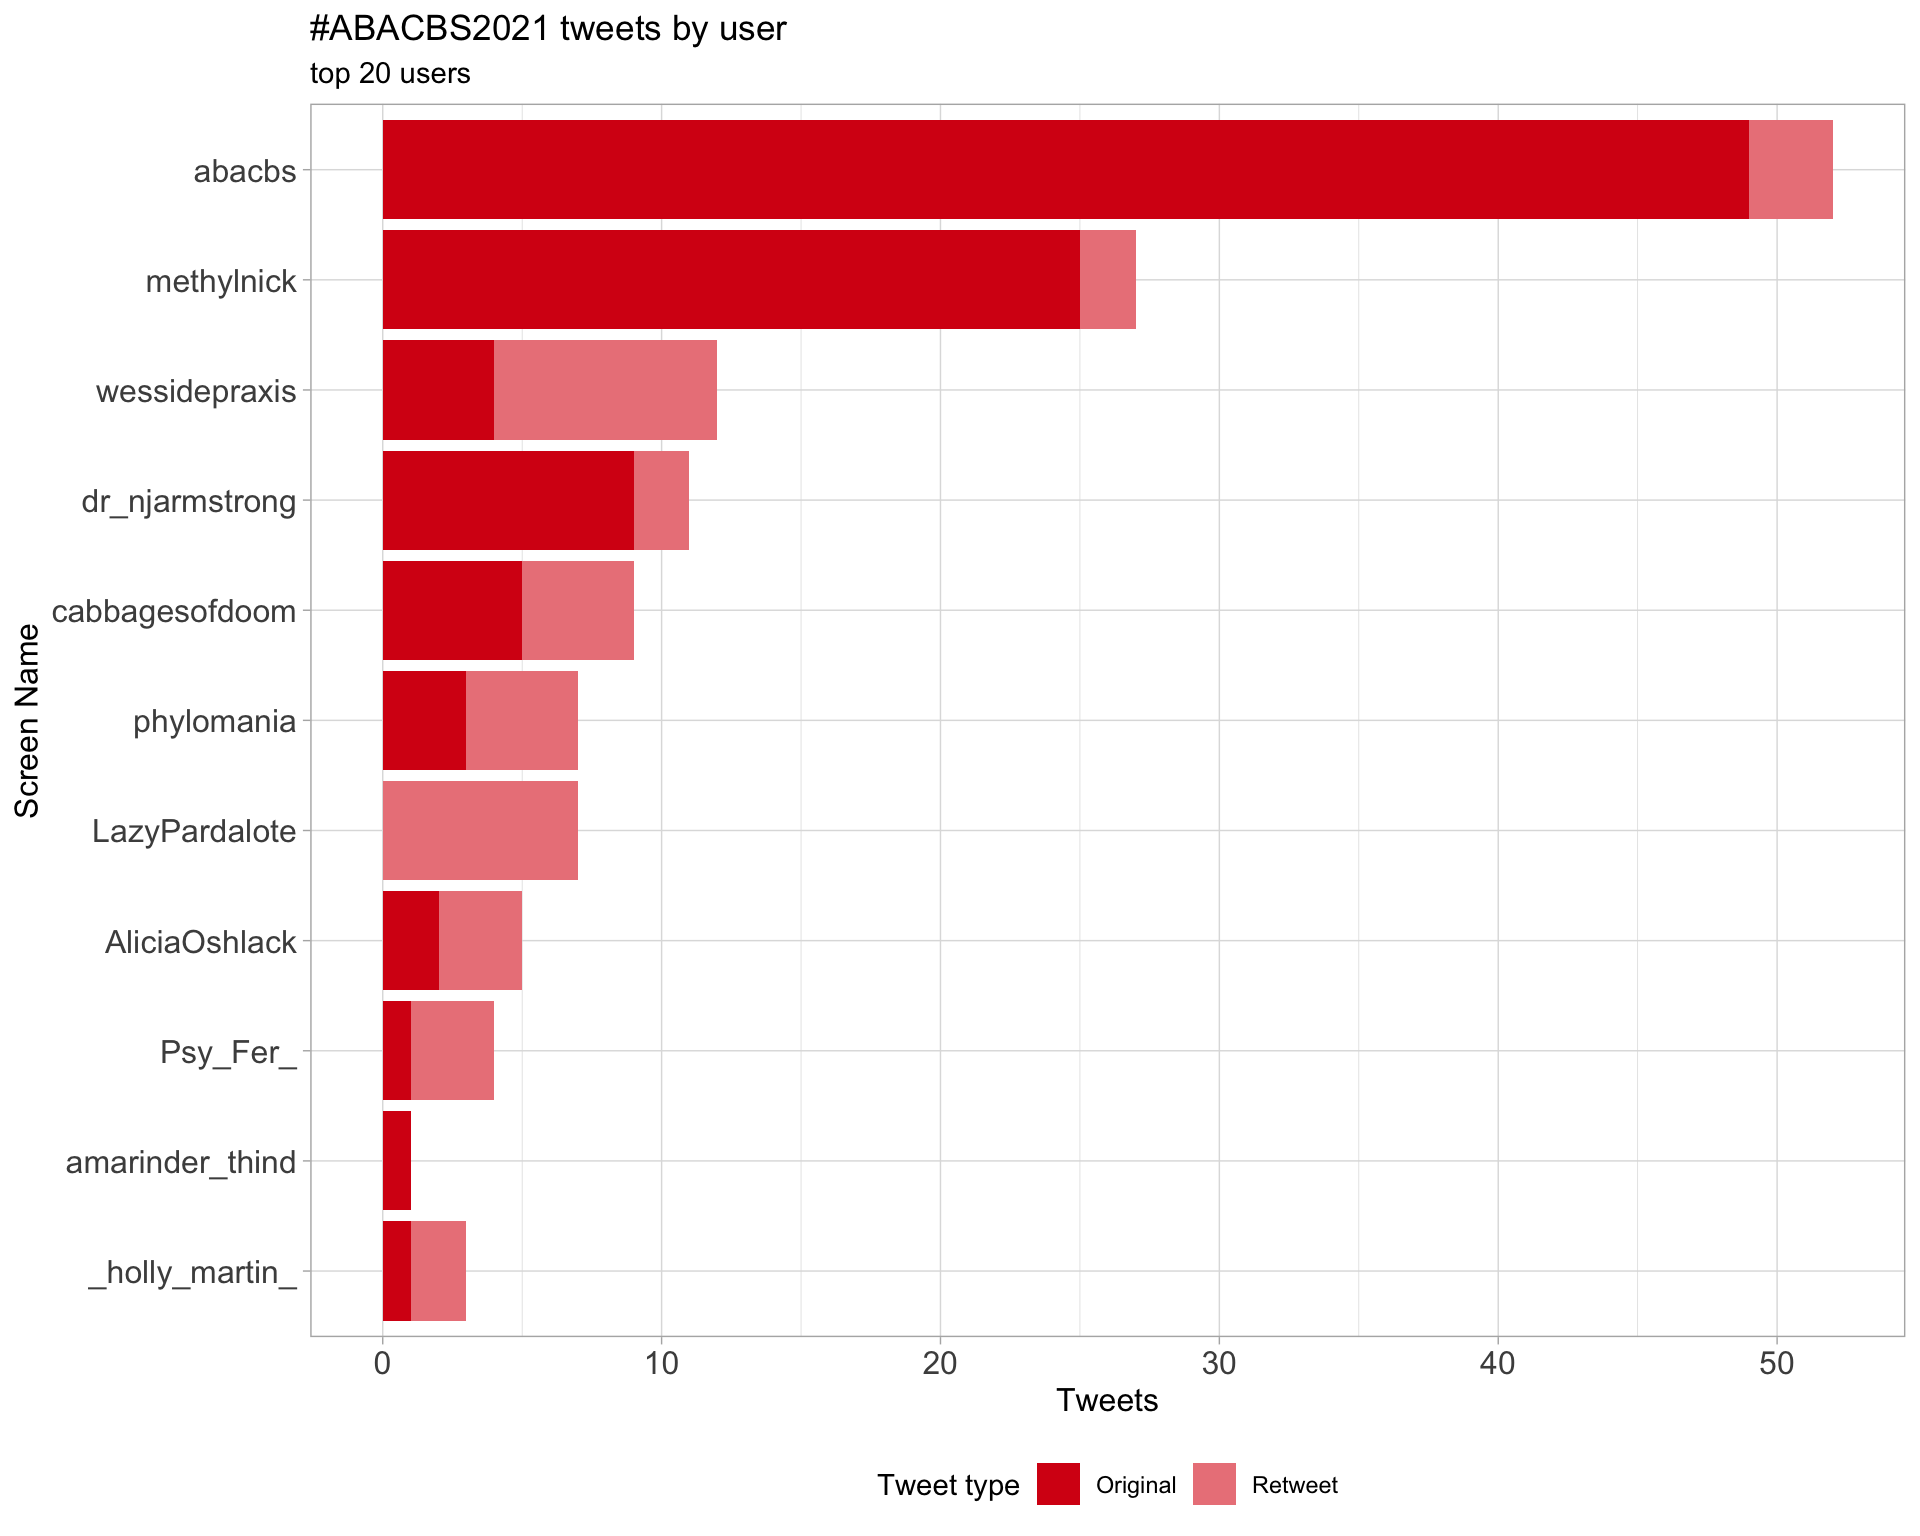 #ABACBS2021 tweets by user
top 20 users
Screen Name
abacbs
methylnick
wessidepraxis
dr_njarmstrong
cabbagesofdoom
phylomania
LazyPardalote
AliciaOshlack
Psy_Fer_
amarinder_thind
_holly_martin_
0 10 20 30 40 50
Tweets
Tweet type Original Retweet